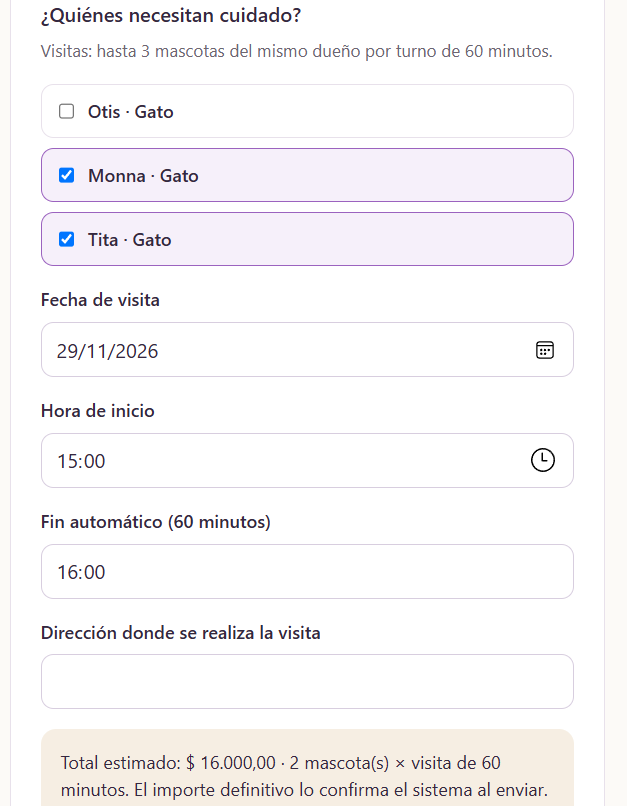 ¿Quiénes necesitan cuidado?
Visitas: hasta 3 mascotas del mismo dueño por turno de 60 minutos.
Otis · Gato
Monna · Gato
Tita · Gato
Fecha de visita
29/11/2026
Hora de inicio
15:00
Fin automático (60 minutos)
16:00
Dirección donde se realiza la visita
Total estimado: $ 16.000,00 · 2 mascota(s) × visita de 60
minutos. El importe definitivo lo confirma el sistema al enviar.